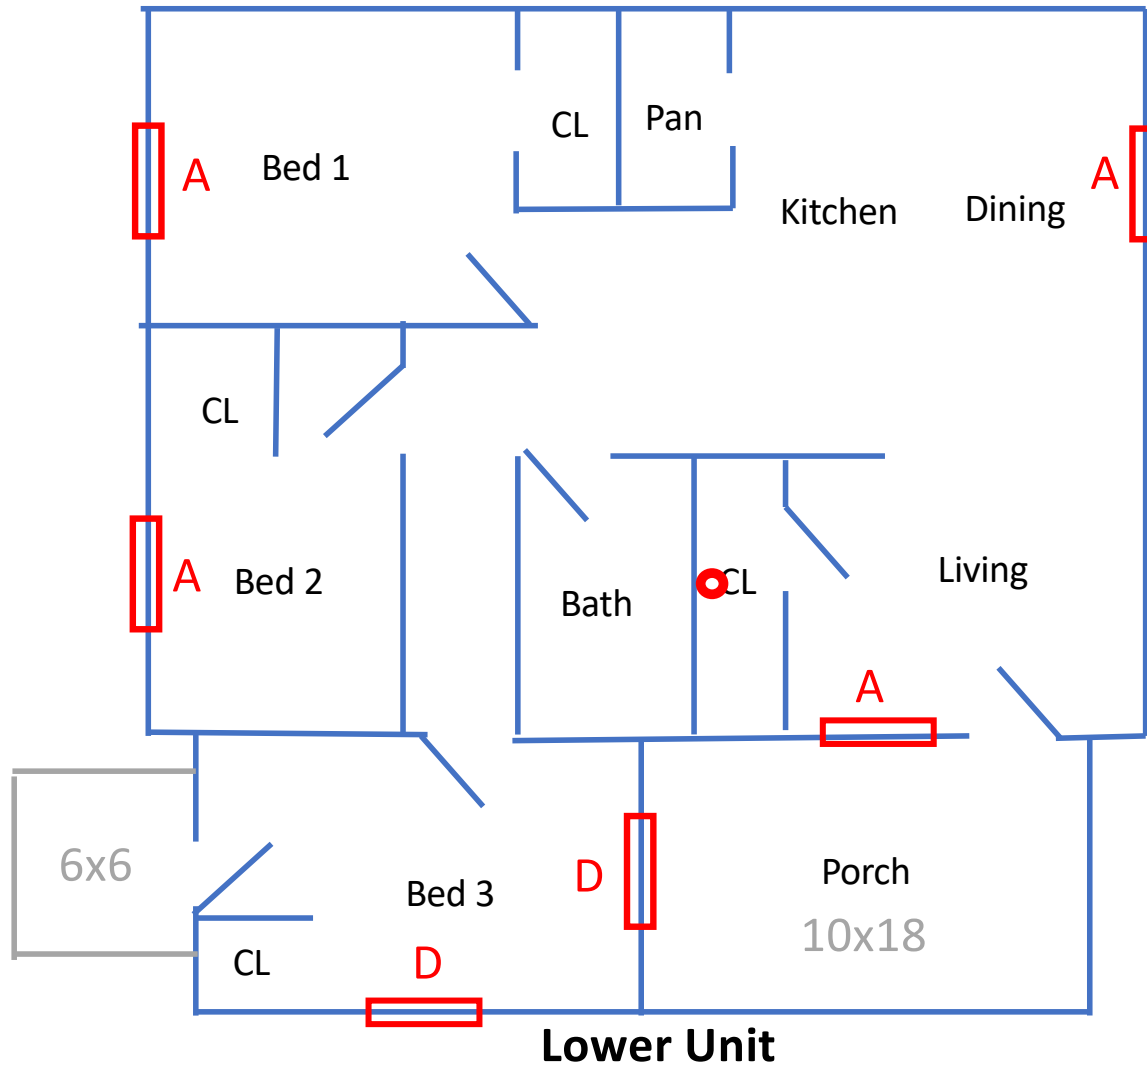 CL
Pan
A
Bed 1
A
Kitchen
Dining
CL
A
Bed 2
Bath
CL
Living
A
6x6
D
Porch
Bed 3
10x18
CL
D
Lower Unit